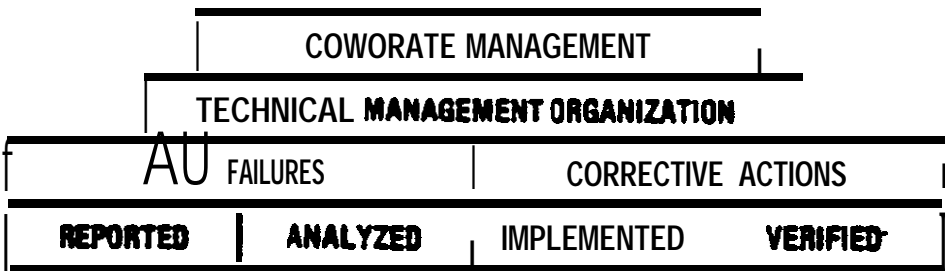 COWORATE MANAGEMENT
TECHNICAL MANAGEMENT ORGANIZATION
AU FAILURES CORRECTIVE ACTIONS
REPORTED ANALYZED IMPLEMENTED VERIFIED